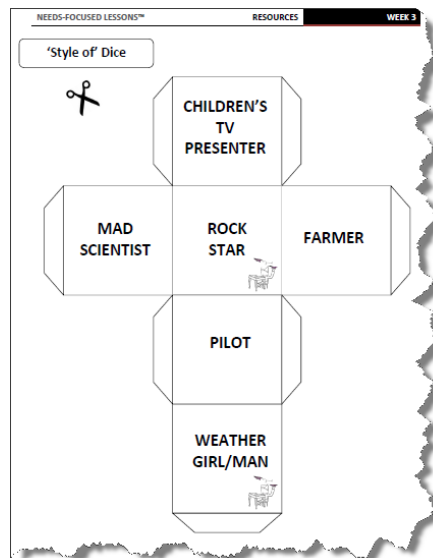 NEEDS-FOCUSED LESSONS™ RESOURCES WEEK 3
‘Style of’ Dice
CHILDREN’S
TV
PRESENTER
MAD
SCIENTIST
ROCK
STAR
FARMER
PILOT
WEATHER
GIRL/MAN